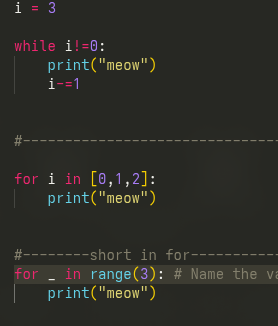 i = 3
while i!=0:
    print("meow")
    i-=1
#-----------------------------
for i in [0,1,2]:
    print("meow")
#--------short in for-----------
for _ in range(3): # Name the
    print("meow")